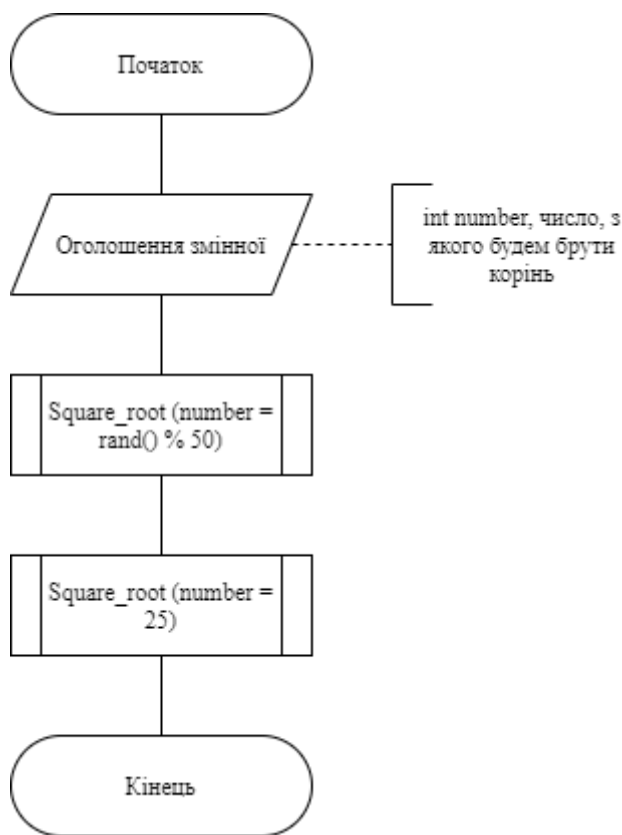 Початок
Оголошення змінної
int number, число, з
якого будем брути
корінь
Square_root (number =
rand() % 50)
Square_root (number =
25)
Кінець